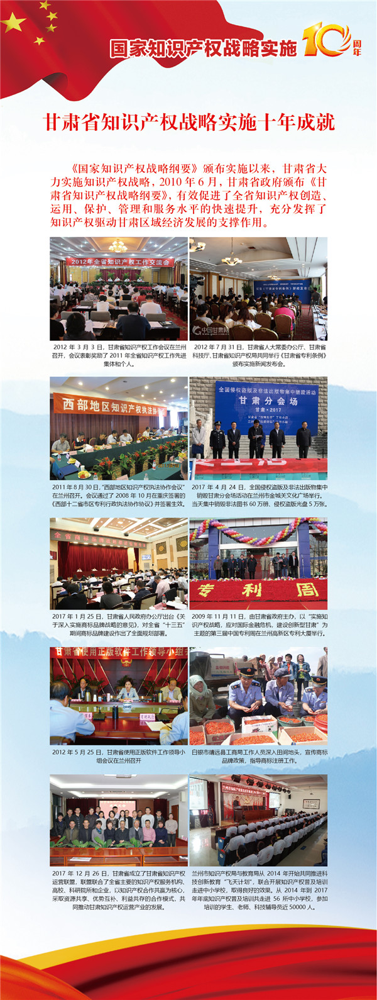 国家知识产权战略实施 10 周年
甘肃省知识产权战略实施十年成就
《国家知识产权战略纲要》颁布实施以来，甘肃省大
力实施知识产权战略，2010 年 6 月，甘肃省政府颁布《甘
肃省知识产权战略纲要》，有效促进了全省知识产权创造、
运用、保护、管理和服务水平的快速提升，充分发挥了
知识产权驱动甘肃区域经济发展的支撑作用。
2012年全省知识产权工作交流会
中国甘肃网
2012 年 3 月 3 日，甘肃省知识产权工作会议在兰州
召开，会议表彰奖励了 2011 年全省知识产权工作先进
集体和个人。
2012 年 7 月 31 日，甘肃省人大常委办公厅、甘肃省
科技厅、甘肃省知识产权局共同举行《甘肃省专利条例》
颁布实施新闻发布会。
西部地区知识产权执法协作会
全国侵权盗版及非法出版物集中销毁活动
甘肃分会场
甘肃·2017
2011 年 8 月 30 日，“西部地区知识产权执法协作会议”
在兰州召开。会议通过了 2008 年 10 月在重庆签署的
《西部十二省市区专利行政执法协作协议》并签署生效。
2017 年 4 月 24 日，全国侵权盗版及非法出版物集中
销毁甘肃分会场活动在兰州市金城关文化广场举行。
当天集中销毁非法图书 60 万册、侵权盗版光盘 5 万张。
专利周
2017 年 1 月 25 日，甘肃省人民政府办公厅出台《关
于深入实施商标品牌战略的意见》，对全省“十三五”
期间商标品牌建设作出了全面规划部署。
2009 年 11 月 11 日，由甘肃省政府主办，以“实施知
识产权战略，应对国际金融危机，建设创新型甘肃”为
主题的第三届中国专利周在兰州高新区专利大厦举行。
甘肃省使用正版软件工作领导小组会
2012 年 5 月 25 日，甘肃省使用正版软件工作领导小
组会议在兰州召开
白银市靖远县工商局工作人员深入田间地头，宣传商标
品牌政策，指导商标注册工作。
2017 年 12 月 26 日，甘肃省成立了甘肃省知识产权
运营联盟，联盟联合了全省主要的知识产权服务机构、
高校、科研院所和企业，以知识产权合作共赢为核心，
采取资源共享、优势互补、利益共存的合作模式，共
同推动甘肃知识产权运营产业的发展。
兰州市知识产权局与教育局从 2014 年开始共同推进科
技创新教育“飞天计划”，联合开展知识产权普及培训
走进中小学校，取得良好的效果。从 2014 年到 2017
年年底知识产权普及培训共走进 56 所中小学校，参加
培训的学生、老师、科技辅导员近 50000 人。